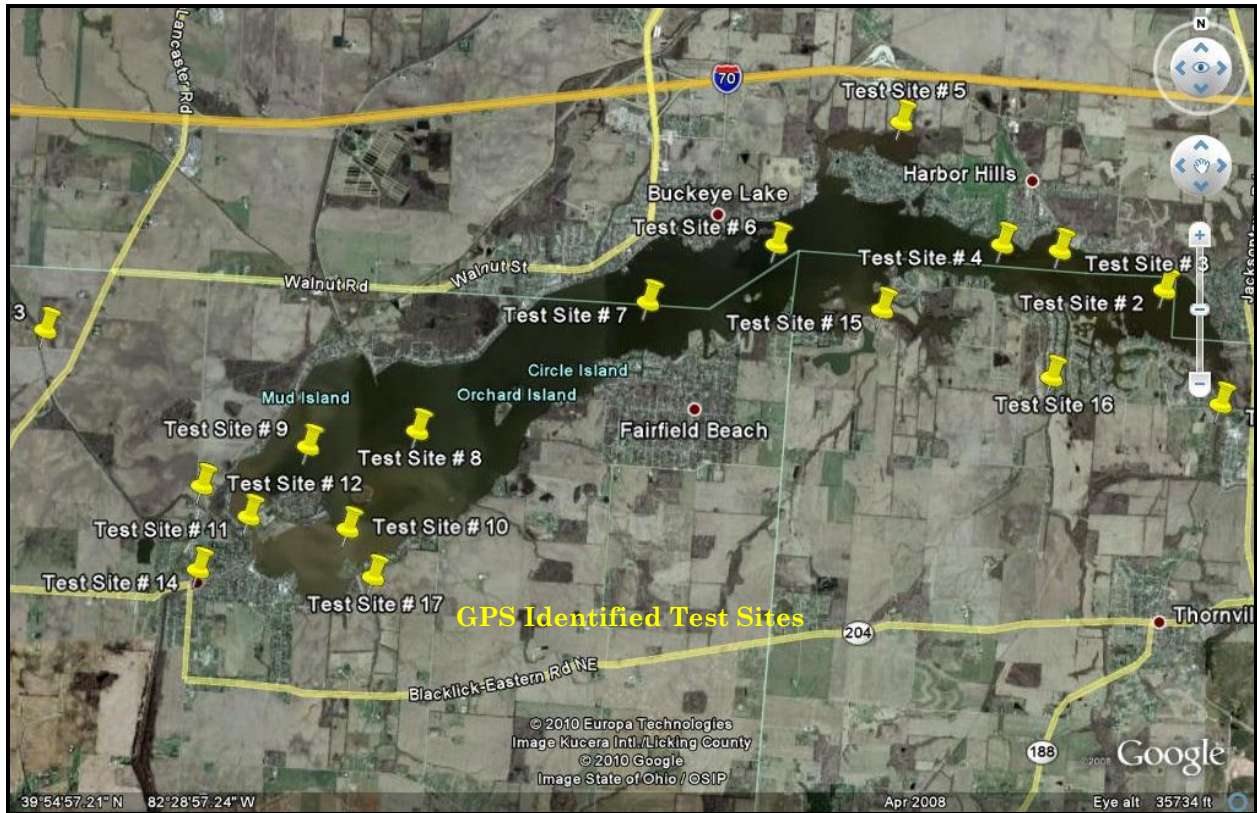 Lancaster Rd
N
70
Test Site # 5
Harbor Hills
Buckeye Lake
Test Site # 6
Test Site # 4
Test Site # 3
Jackson
Walnut St
Walnut Rd
Test Site # 7
Test Site # 15
Test Site # 2
3
Circle Island
Orchard Island
Mud Island
Test Site 16
T
Test Site # 9
Fairfield Beach
Test Site # 8
Test Site # 12
Test Site # 11
Test Site # 10
Test Site # 14
Test Site # 17
GPS Identified Test Sites
204
Thornvil
Blacklick-Eastern Rd NE
© 2010 Europa Technologies
Image Kucera Intl./Licking County
© 2010 Google
Image State of Ohio / OSIP
188
©2008 Google
39°54'57.21" N 82°28'57.24" W
Apr 2008
Eye alt 35734 ft